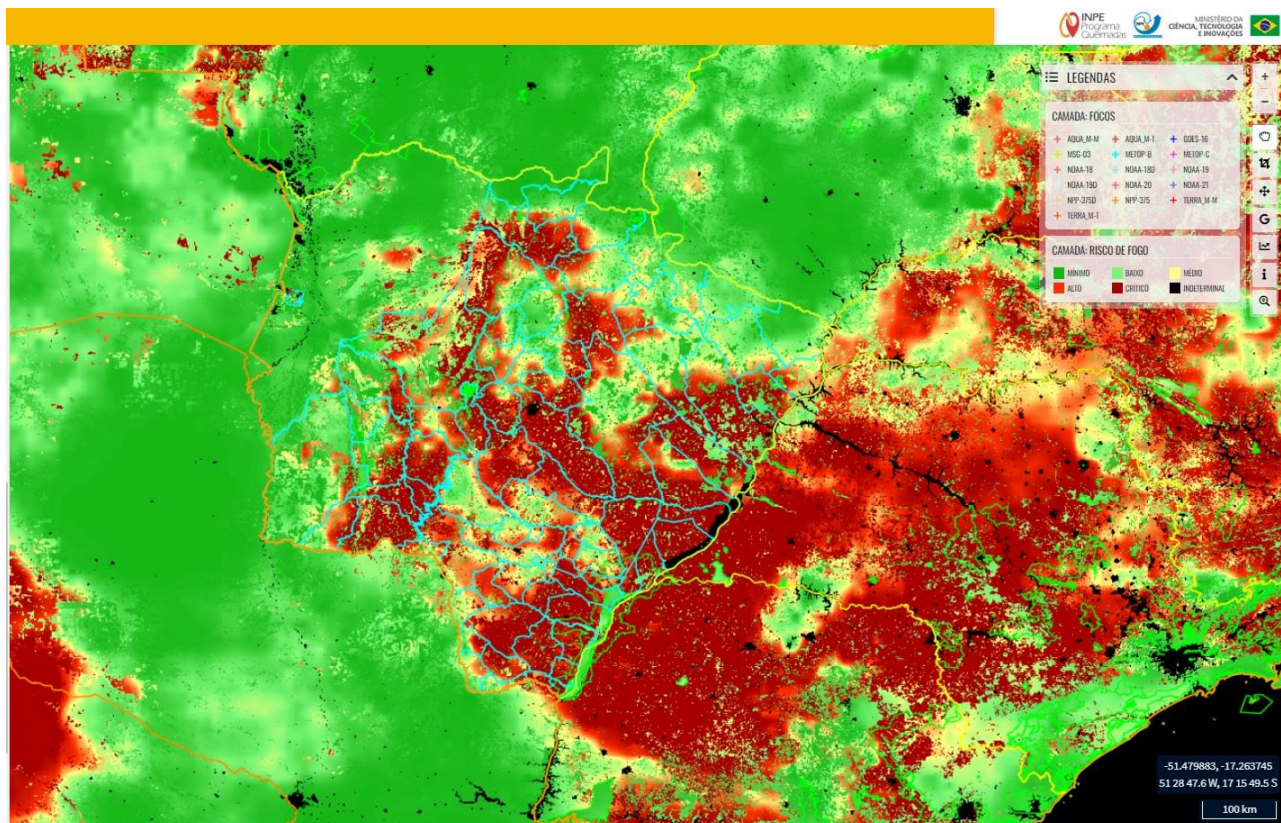 INPE
Programa
Queimadas
MINISTÉRIO DA
CIÊNCIA, TECNOLOGIA
E INOVAÇÕES
LEGENDAS
CAMADA: FOCOS
AQUA_M-M AQUA_M-T GOES-16
MSG-03 METOP-B METOP-C
NOAA-18 NOAA-18D NOAA-19
NOAA-19D NOAA-20 NOAA-21
NPP-375D NPP-375 TERRA_M-M
TERRA_M-T
CAMADA: RISCO DE FOGO
MÍNIMO BAIXO MÉDIO
ALTO CRÍTICO INDETERMINAD
+
−
G
i
-51.479883, -17.263745
51 28 47.6 W, 17 15 49.5 S
100 km